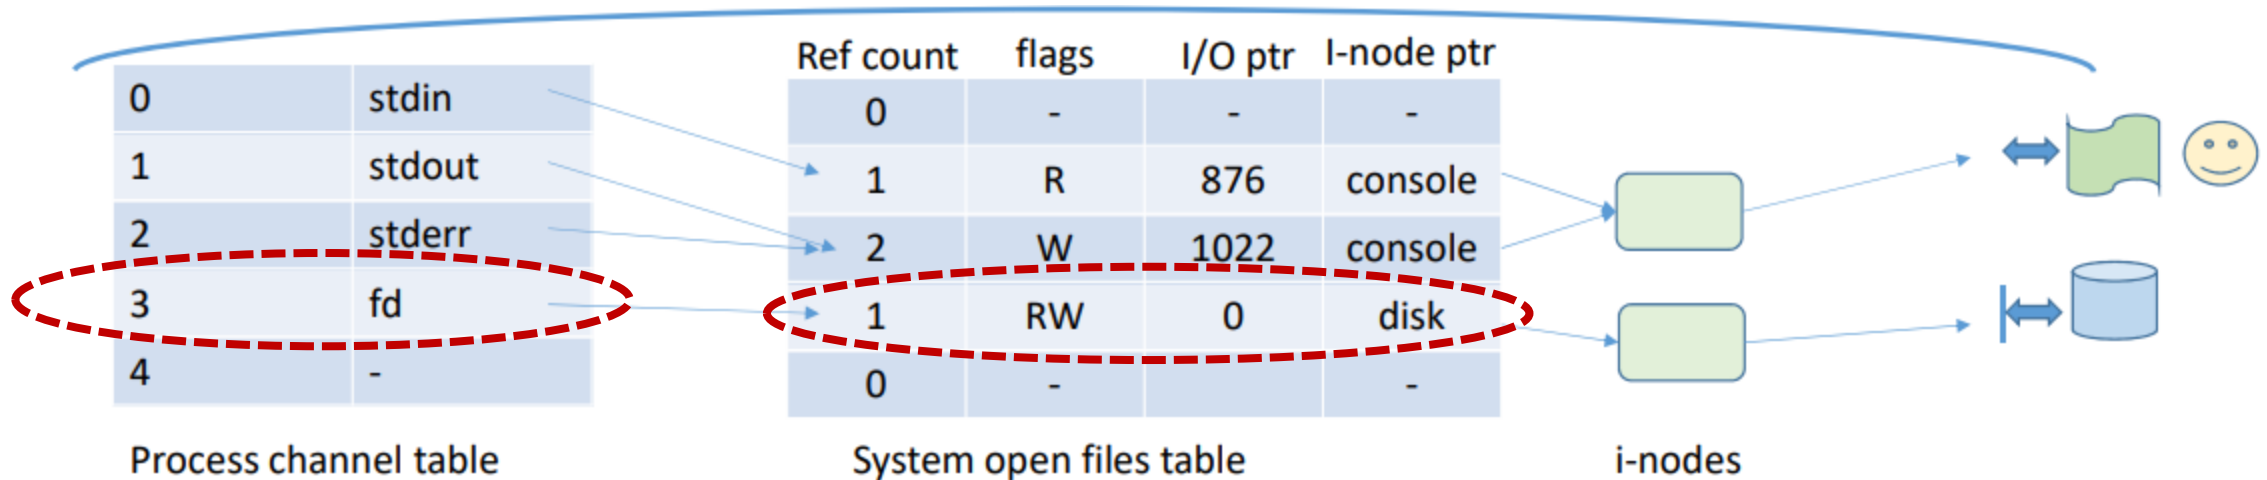 Ref count flags I/O ptr I-node ptr
0 stdin
0 - - -
1 stdout
1 R 876 console
2 stderr
2 W 1022 console
3 fd
1 RW 0 disk
4 -
0 - -
Process channel table System open files table i-nodes